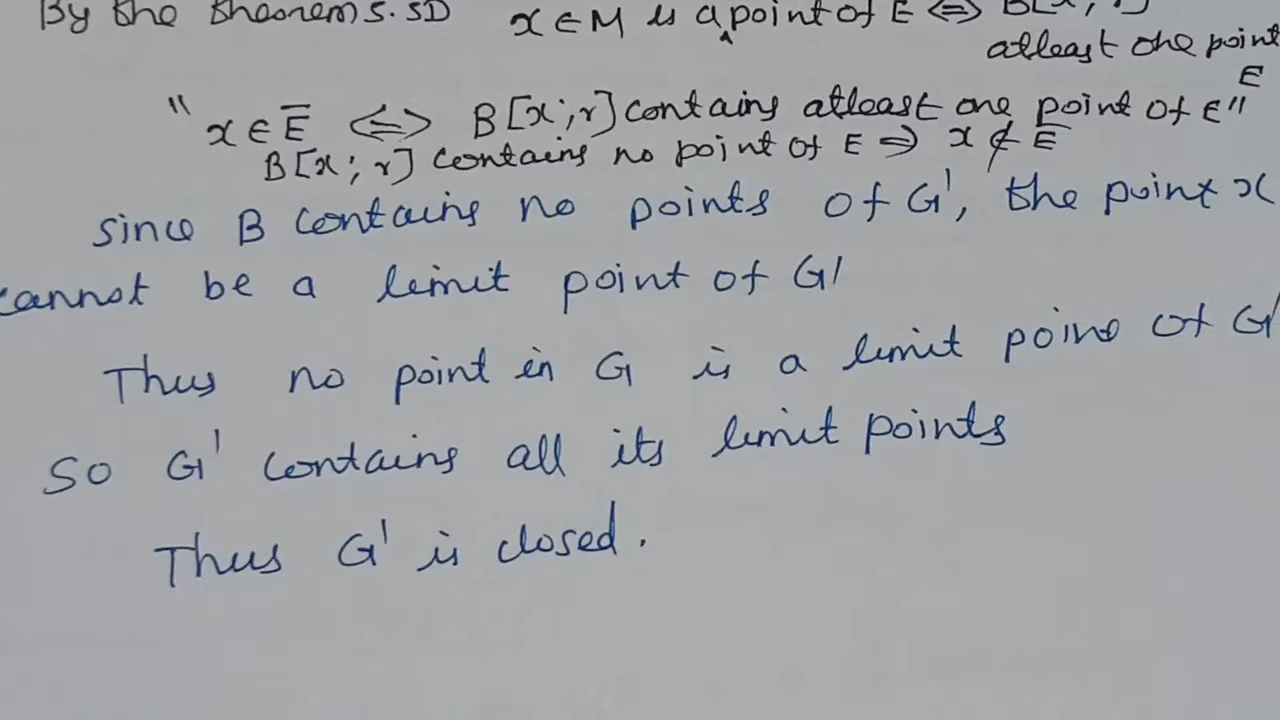 By the theorem 5.5D x ∈ M is a point of E ⇔ B[x;
atleast one point
E
" x ∈ E̅ ⇔ B[x;r] contains atleast one point of E"
B[x;r] contains no point of E ⇒ x ∉ E̅
since B contains no points of G', the point x
cannot be a limit point of G'
Thus no point in G is a limit point of G'
So G' contains all its limit points
Thus G' is closed.